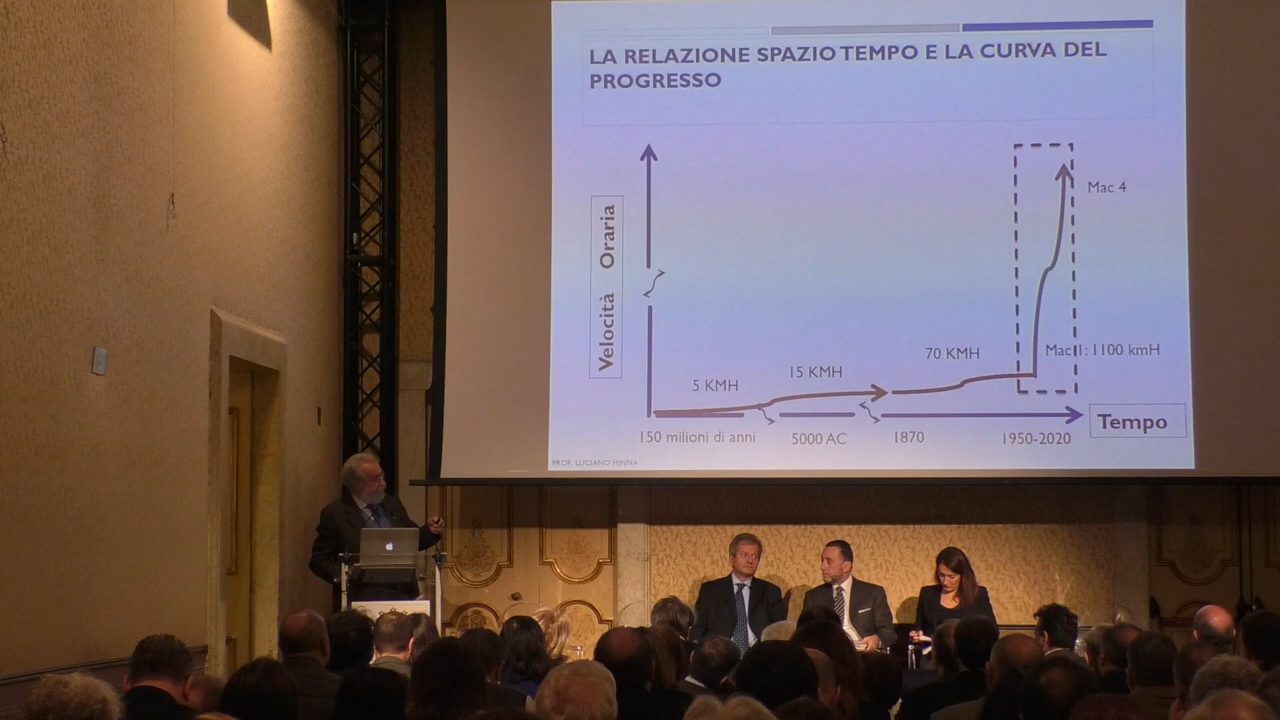 LA RELAZIONE SPAZIO TEMPO E LA CURVA DEL
PROGRESSO
Velocità Oraria
Mac 4
Mac 1: 1100 kmH
70 KMH
15 KMH
5 KMH
Tempo
150 milioni di anni
5000 AC
1870
1950-2020
PROF. LUCIANO HINNA